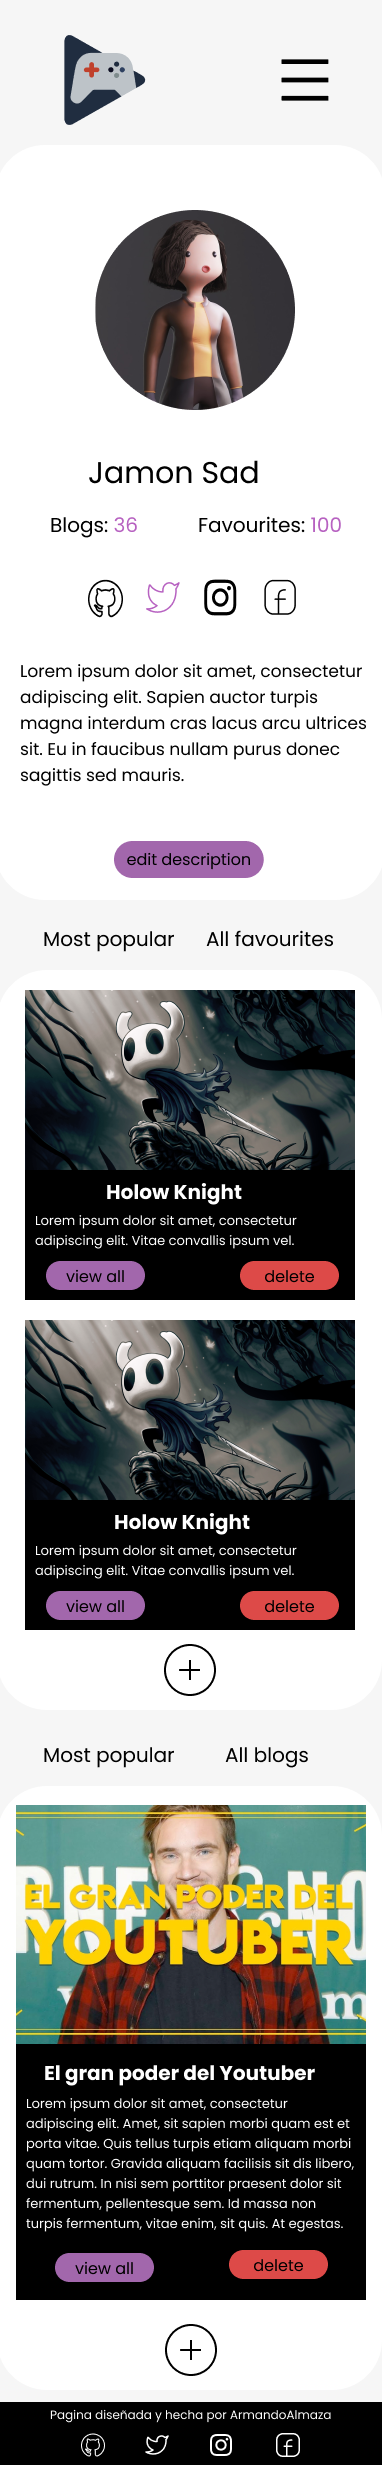 Jamon Sad
Blogs: 36 Favourites: 100
Lorem ipsum dolor sit amet, consectetur
adipiscing elit. Sapien auctor turpis
magna interdum cras lacus arcu ultrices
sit. Eu in faucibus nullam purus donec
sagittis sed mauris.
edit description
Most popular All favourites
Holow Knight
Lorem ipsum dolor sit amet, consectetur
adipiscing elit. Vitae convallis ipsum vel.
view all delete
Holow Knight
Lorem ipsum dolor sit amet, consectetur
adipiscing elit. Vitae convallis ipsum vel.
view all delete
Most popular All blogs
EL GRAN PODER DEL
YOUTUBER
El gran poder del Youtuber
Lorem ipsum dolor sit amet, consectetur
adipiscing elit. Amet, sit sapien morbi quam est et
porta vitae. Quis tellus turpis etiam aliquam morbi
quam tortor. Gravida aliquam facilisis sit dis libero,
dui rutrum. In nisi sem porttitor praesent dolor sit
fermentum, pellentesque sem. Id massa non
turpis fermentum, vitae enim, sit quis. At egestas.
view all delete
Pagina diseñada y hecha por ArmandoAlmaza